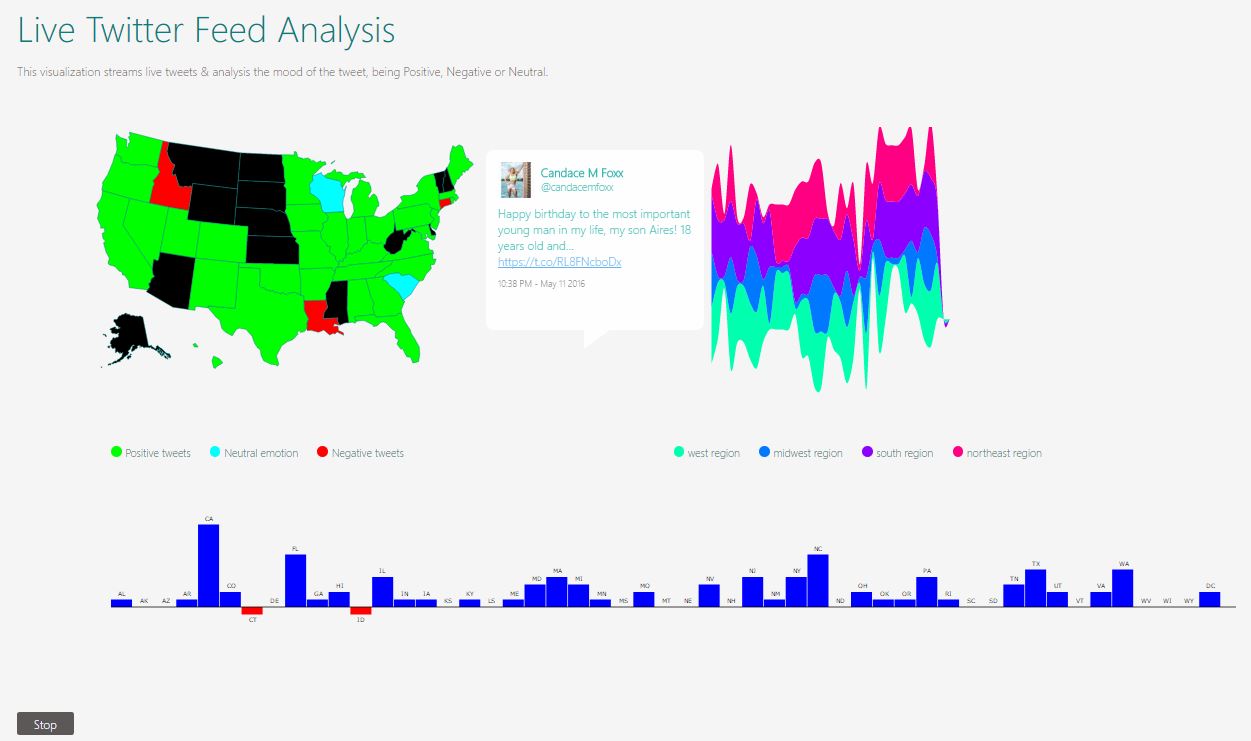 Live Twitter Feed Analysis
This visualization streams live tweets & analysis the mood of the tweet, being Positive, Negative or Neutral.
Candace M Foxx
@candacemfoxx
Happy birthday to the most important
young man in my life, my son Aires! 18
years old and...
https://t.co/RL8FNcboDx
10:38 PM - May 11 2016
Positive tweets Neutral emotion Negative tweets
west region midwest region south region northeast region
CA
FL
NC
IL
MA
NJ
NY
PA
TX
WA
MD
MI
NV
TN
CO
HI
MO
OH
UT
VA
DC
AL
AK
AZ
AR
DE
GA
IN
IA
KS
KY
LS
ME
MN
MS
MT
NE
NH
NM
ND
OK
OR
RI
SC
SD
VT
WV
WI
WY
CT
ID
Stop